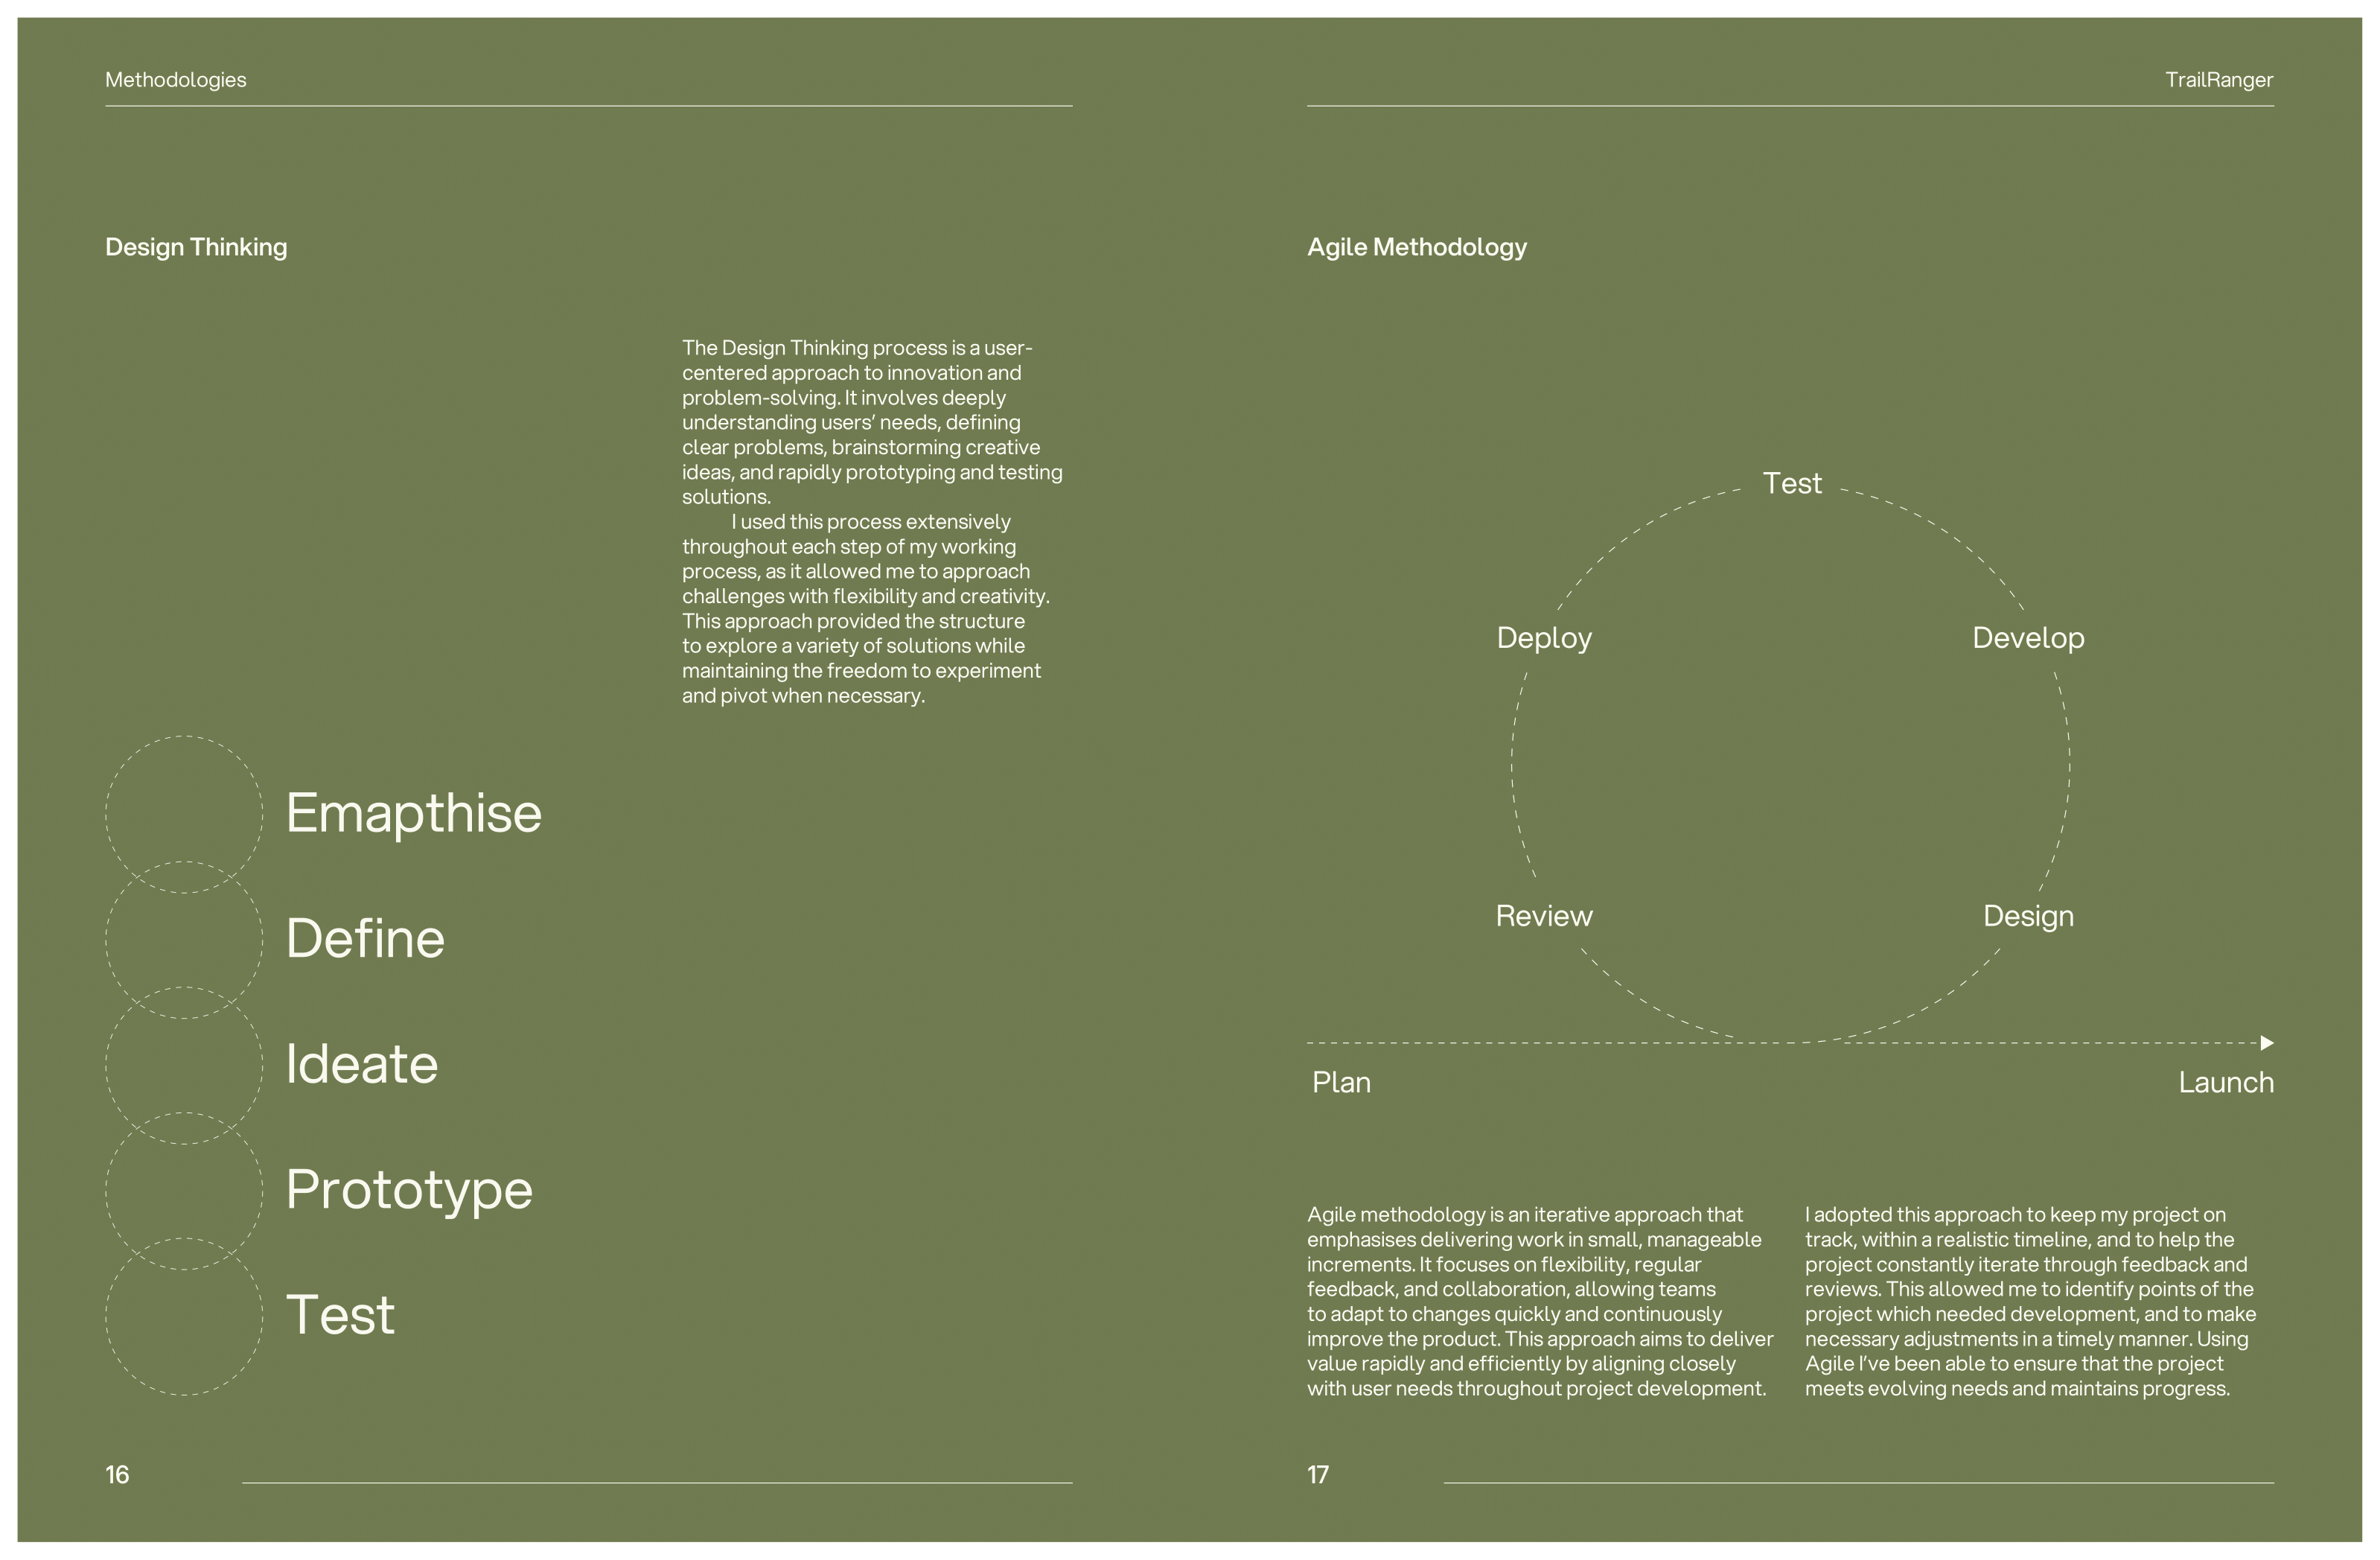 Methodologies
TrailRanger
Design Thinking
The Design Thinking process is a user-
centered approach to innovation and
problem-solving. It involves deeply
understanding users’ needs, defining
clear problems, brainstorming creative
ideas, and rapidly prototyping and testing
solutions.
I used this process extensively
throughout each step of my working
process, as it allowed me to approach
challenges with flexibility and creativity.
This approach provided the structure
to explore a variety of solutions while
maintaining the freedom to experiment
and pivot when necessary.
Emapthise
Define
Ideate
Prototype
Test
16
Agile Methodology
Test
Deploy
Develop
Review
Design
Plan
Launch
Agile methodology is an iterative approach that
emphasises delivering work in small, manageable
increments. It focuses on flexibility, regular
feedback, and collaboration, allowing teams
to adapt to changes quickly and continuously
improve the product. This approach aims to deliver
value rapidly and efficiently by aligning closely
with user needs throughout project development.
I adopted this approach to keep my project on
track, within a realistic timeline, and to help the
project constantly iterate through feedback and
reviews. This allowed me to identify points of the
project which needed development, and to make
necessary adjustments in a timely manner. Using
Agile I’ve been able to ensure that the project
meets evolving needs and maintains progress.
17